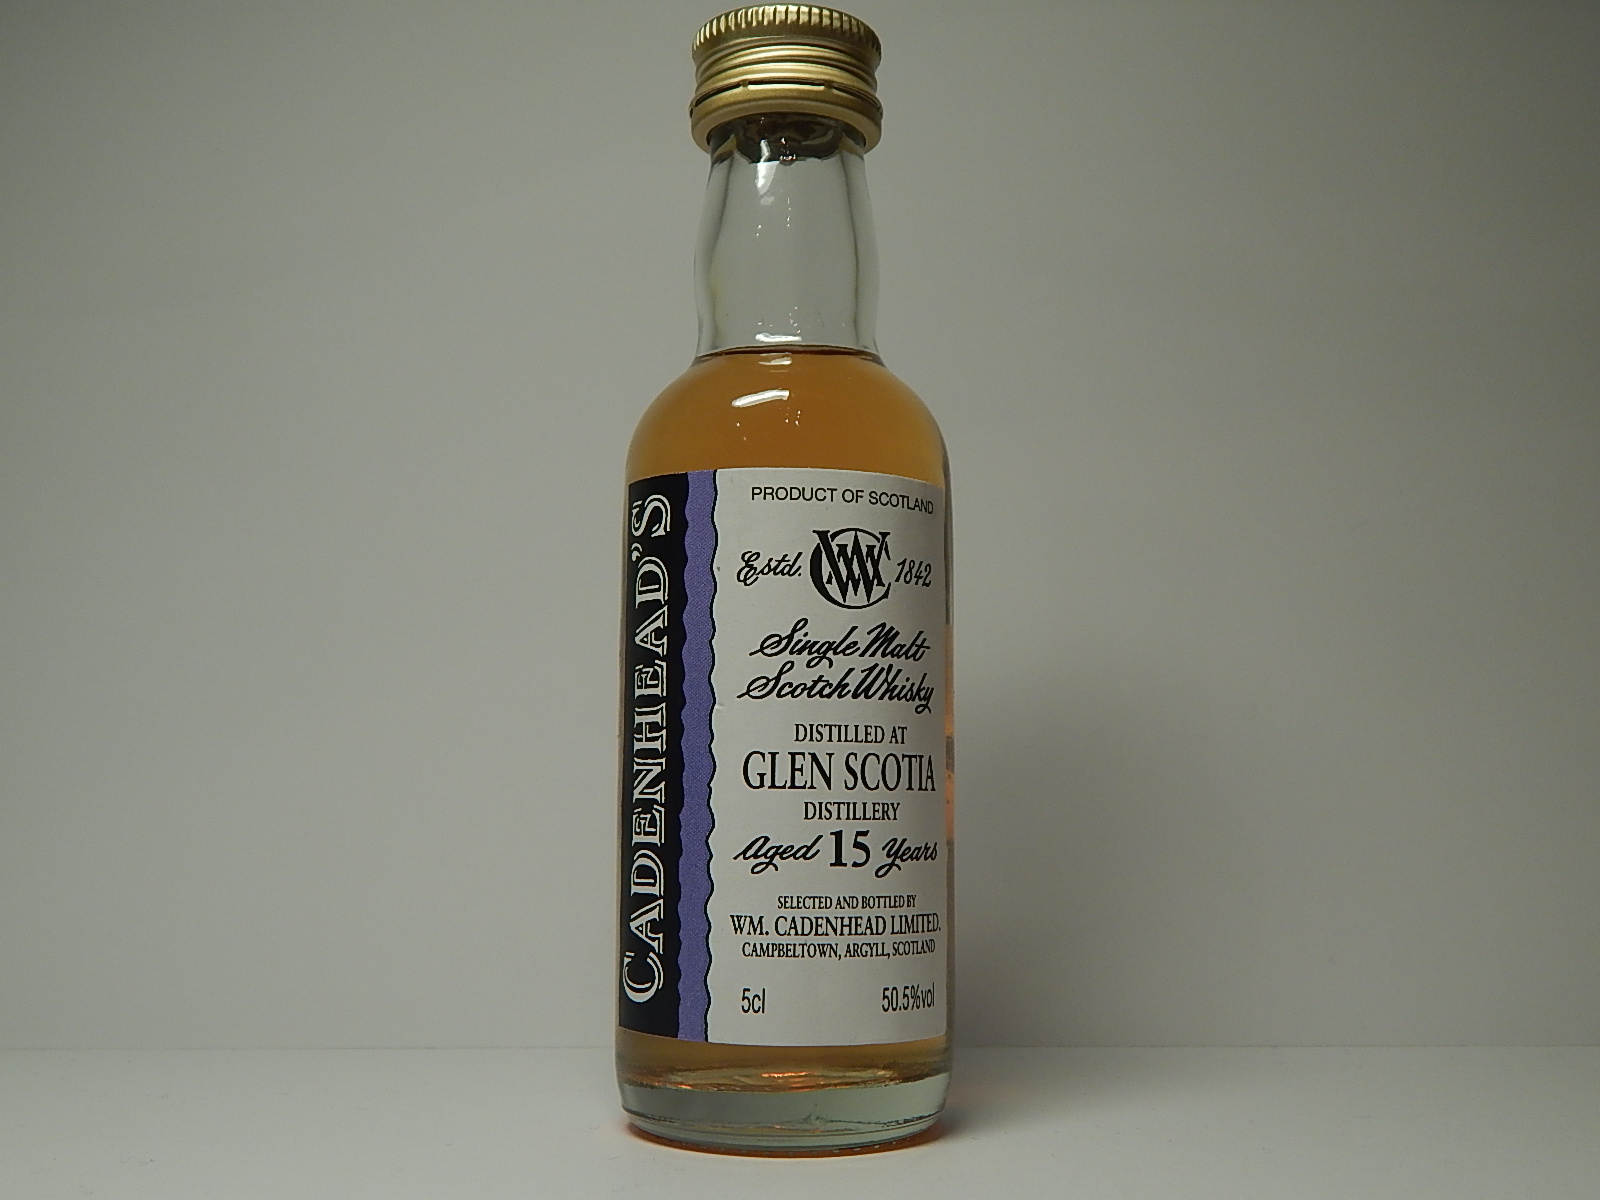 CADENHEAD'S
PRODUCT OF SCOTLAND
Estd. WC 1842
Single Malt
Scotch Whisky
DISTILLED AT
GLEN SCOTIA
DISTILLERY
Aged 15 Years
SELECTED AND BOTTLED BY
WM. CADENHEAD LIMITED.
CAMPBELTOWN, ARGYLL, SCOTLAND
5cl 50.5%vol